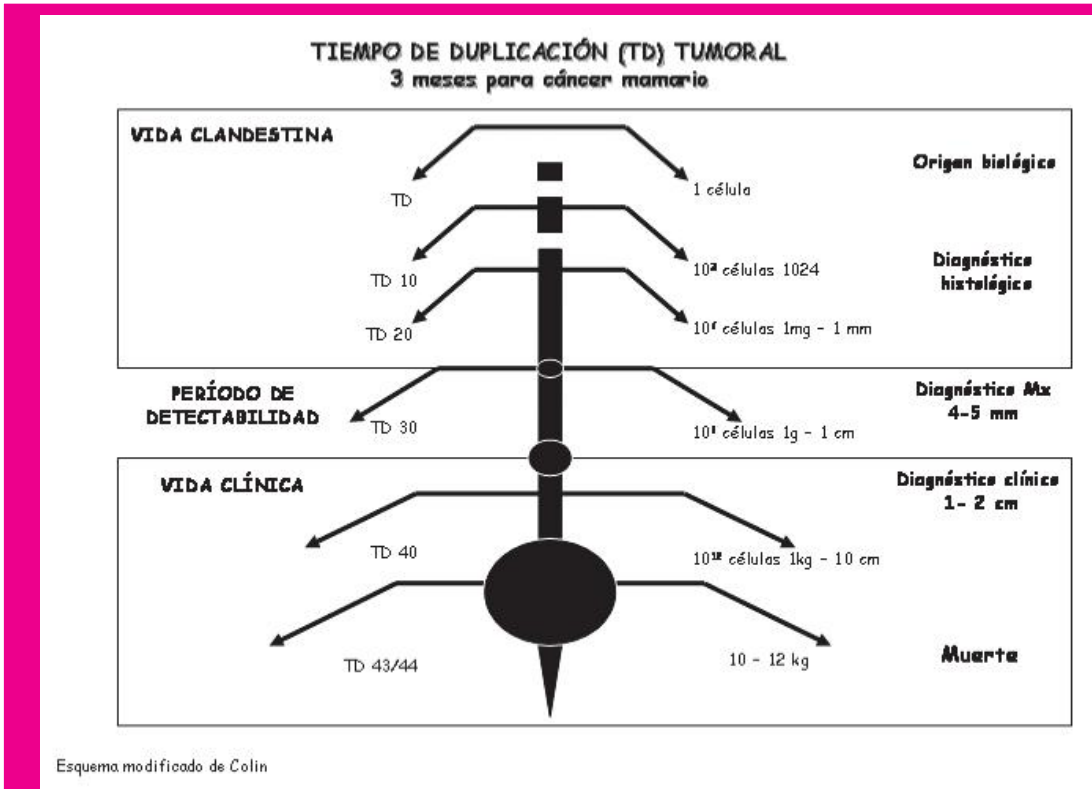 TIEMPO DE DUPLICACIÓN (TD) TUMORAL
3 meses para cáncer mamario
VIDA CLANDESTINA
Origen biológico
TD
1 célula
TD 10
10³ células 1024
Diagnóstico
histológico
TD 20
10⁶ células 1mg - 1 mm
PERÍODO DE
DETECTABILIDAD
Diagnóstico Mx
4-5 mm
TD 30
células 1g - 1 cm
VIDA CLÍNICA
Diagnóstico clínico
1- 2 cm
TD 40
10¹² células 1kg - 10 cm
TD 43/44
10 - 12 kg
Muerte
Esquema modificado de Colin